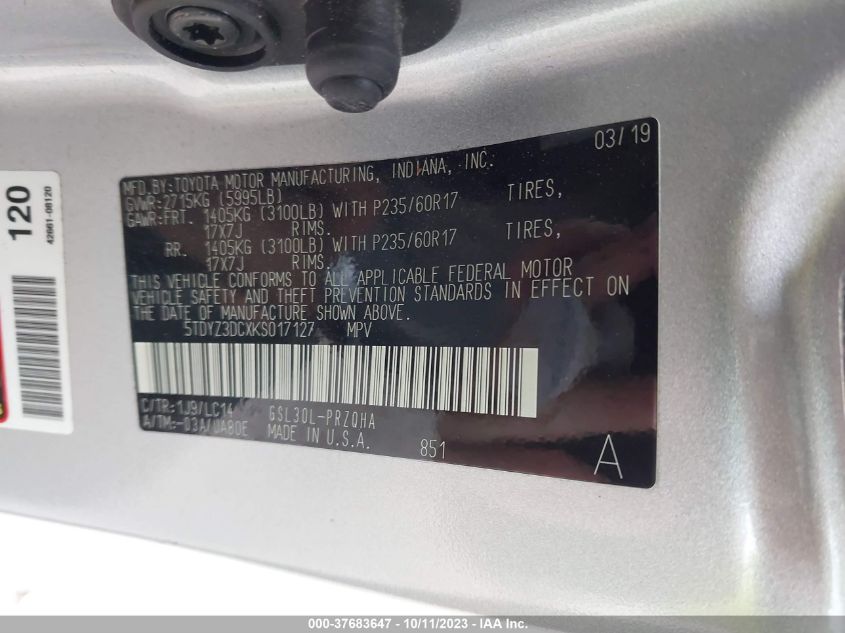 03/19
MFD.BY:TOYOTA MOTOR MANUFACTURING, INDIANA, INC.
GVWR:2715KG (5995LB)
GAWR:FRT. 1405KG (3100LB) WITH P235/60R17 TIRES,
17X7J RIMS.
RR. 1405KG (3100LB) WITH P235/60R17 TIRES,
17X7J RIMS.
THIS VEHICLE CONFORMS TO ALL APPLICABLE FEDERAL MOTOR
VEHICLE SAFETY AND THEFT PREVENTION STANDARDS IN EFFECT ON
THE DATE OF MANUFACTURE SHOWN ABOVE.
5TDYZ3DCXKS017127 MPV
C/TR:1J9/LC14 GSL30L-PRZQHA
A/TM:-03A/UA80E MADE IN U.S.A.
851
A
120
42661-08120
000-37683647 - 10/11/2023 - IAA Inc.